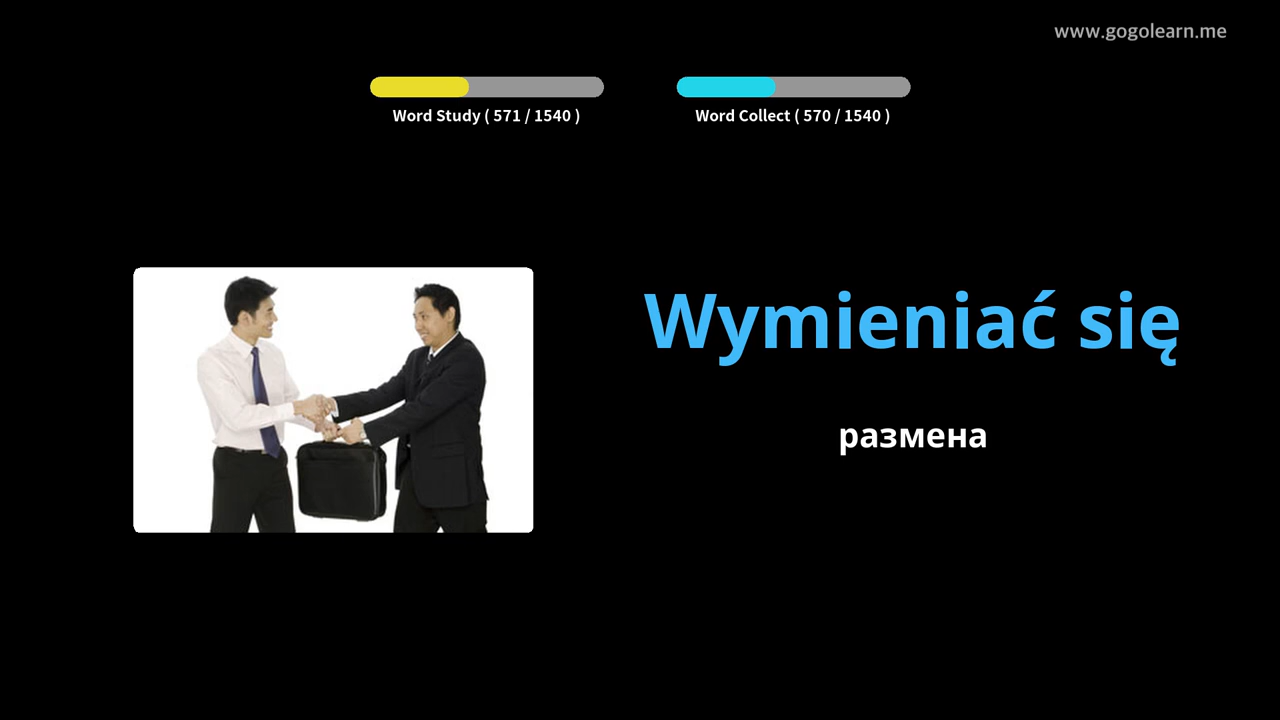 www.gogolearn.me
Word Study ( 571 / 1540 )
Word Collect ( 570 / 1540 )
Wymieniać się
размена